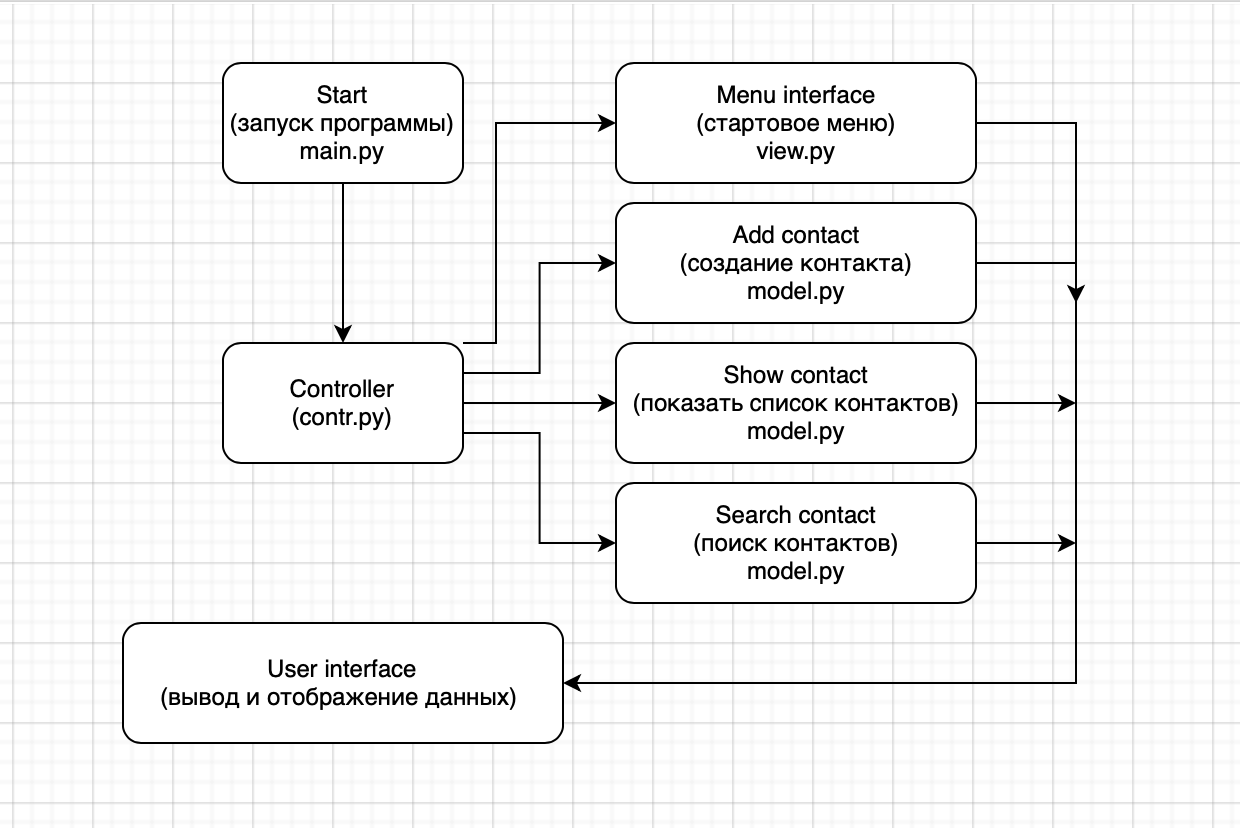 Start
(запуск программы)
main.py
Menu interface
(стартовое меню)
view.py
Add contact
(создание контакта)
model.py
Controller
(contr.py)
Show contact
(показать список контактов)
model.py
Search contact
(поиск контактов)
model.py
User interface
(вывод и отображение данных)